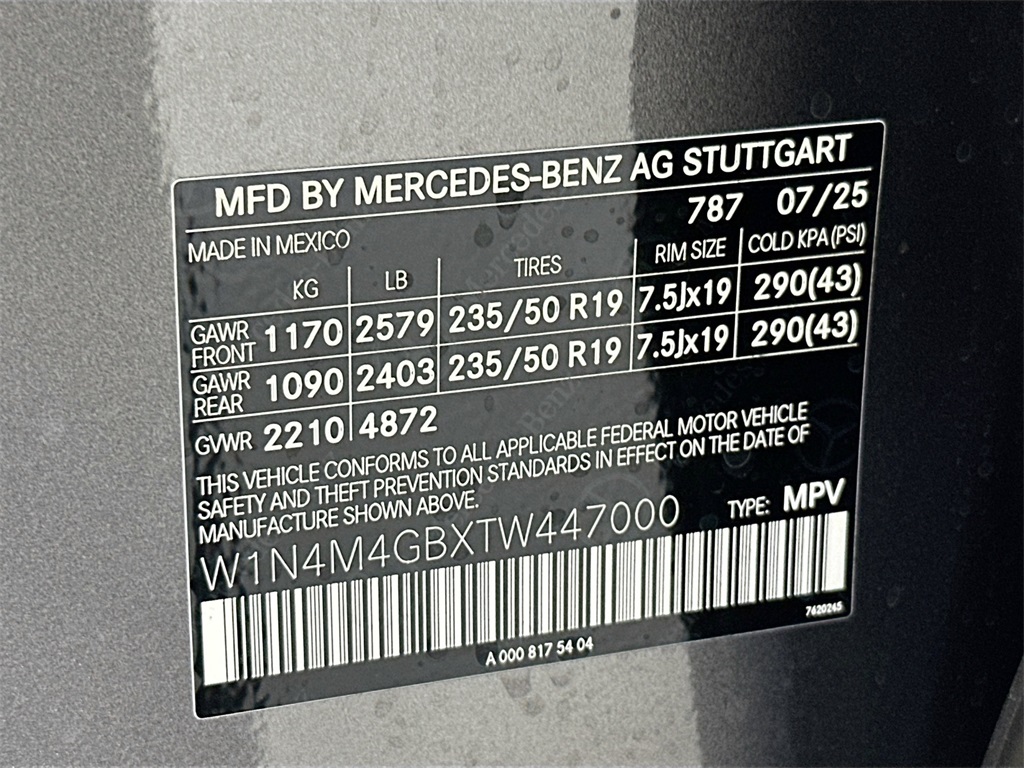 MFD BY MERCEDES-BENZ AG STUTTGART
787 07/25
MADE IN MEXICO
KG LB TIRES RIM SIZE COLD KPA(PSI)
GAWR FRONT 1170 2579 235/50 R19 7.5Jx19 290(43)
GAWR REAR 1090 2403 235/50 R19 7.5Jx19 290(43)
GVWR 2210 4872
THIS VEHICLE CONFORMS TO ALL APPLICABLE FEDERAL MOTOR VEHICLE
SAFETY AND THEFT PREVENTION STANDARDS IN EFFECT ON THE DATE OF
MANUFACTURE SHOWN ABOVE.
W1N4M4GBXTW447000 TYPE: MPV
7620245
A 000 817 54 04